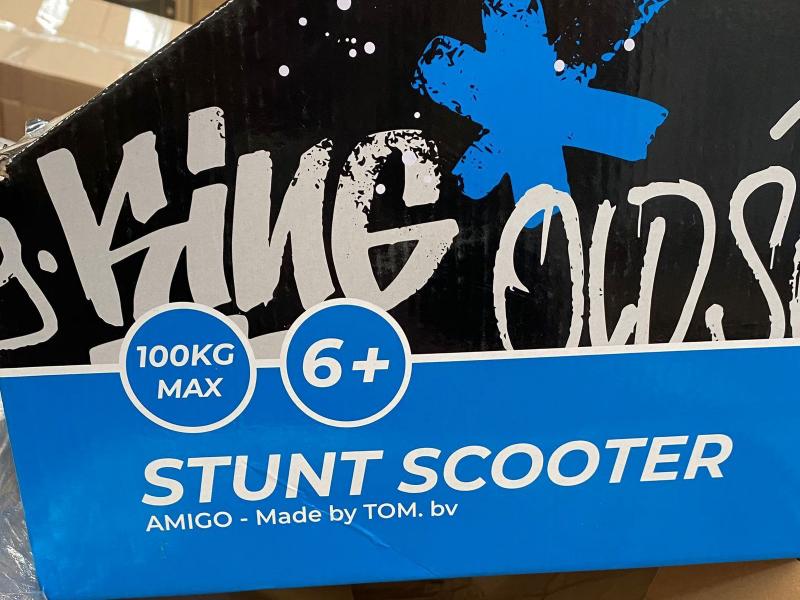 King
100KG
MAX
6+
STUNT SCOOTER
AMIGO - Made by TOM. bv